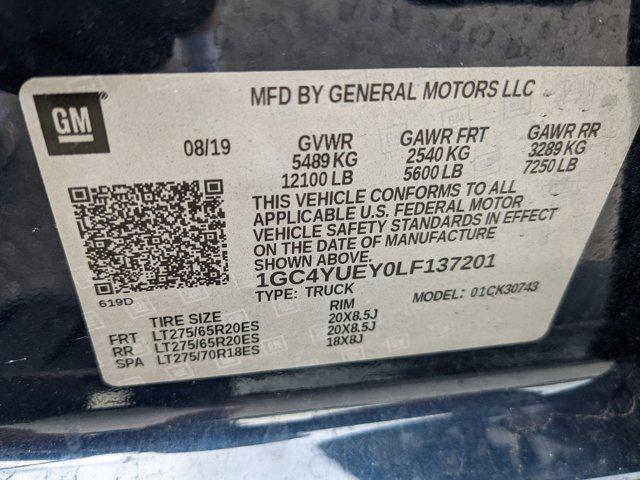 MFD BY GENERAL MOTORS LLC
GM
08/19
GVWR GAWR FRT GAWR RR
5489 KG 2540 KG 3289 KG
12100 LB 5600 LB 7250 LB
THIS VEHICLE CONFORMS TO ALL
APPLICABLE U.S. FEDERAL MOTOR
VEHICLE SAFETY STANDARDS IN EFFECT
ON THE DATE OF MANUFACTURE
SHOWN ABOVE.
1GC4YUEY0LF137201
TYPE: TRUCK MODEL: 01CK30743
619D
TIRE SIZE RIM
FRT LT275/65R20ES 20X8.5J
RR LT275/65R20ES 20X8.5J
SPA LT275/70R18ES 18X8J